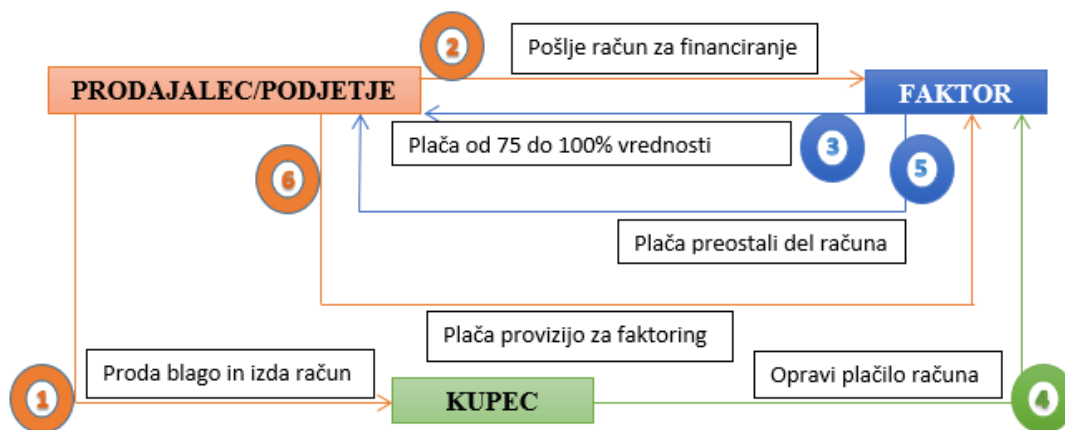 2
Pošlje račun za financiranje
PRODAJALEC/PODJETJE
FAKTOR
Plača od 75 do 100% vrednosti
3
5
6
Plača preostali del računa
Plača provizijo za faktoring
Proda blago in izda račun
Opravi plačilo računa
1
KUPEC
4